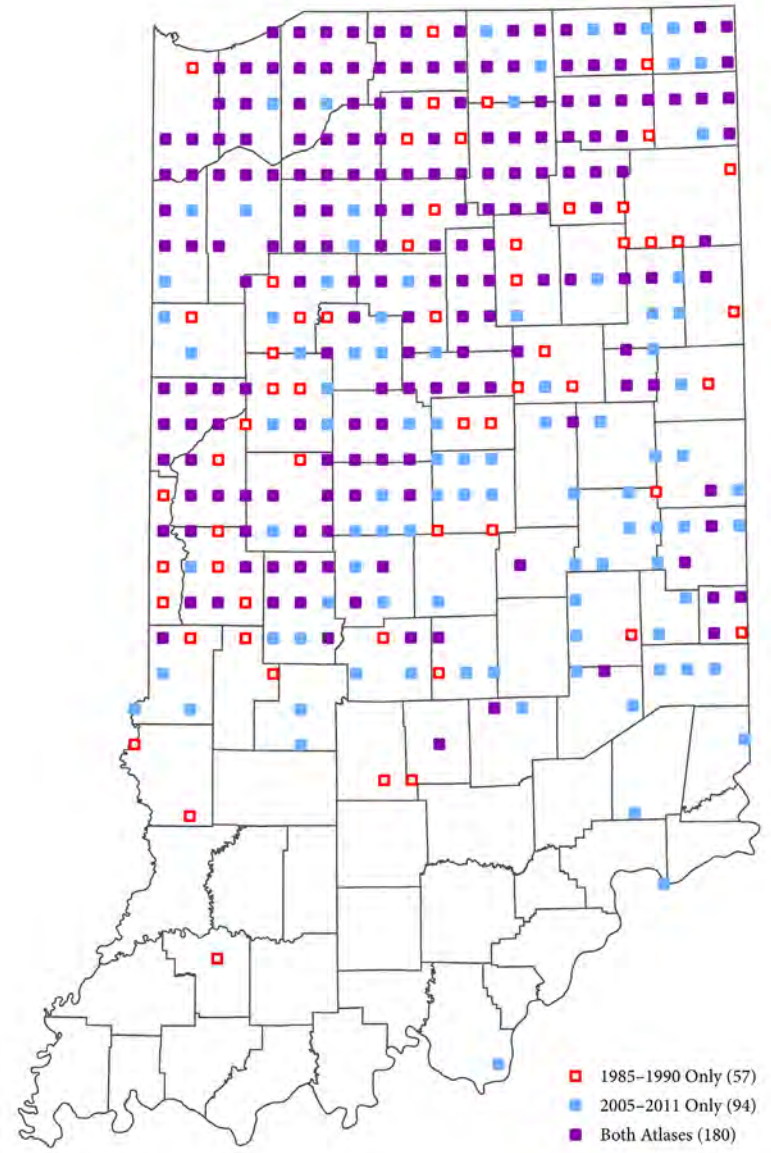 1985–1990 Only (57)
2005–2011 Only (94)
Both Atlases (180)